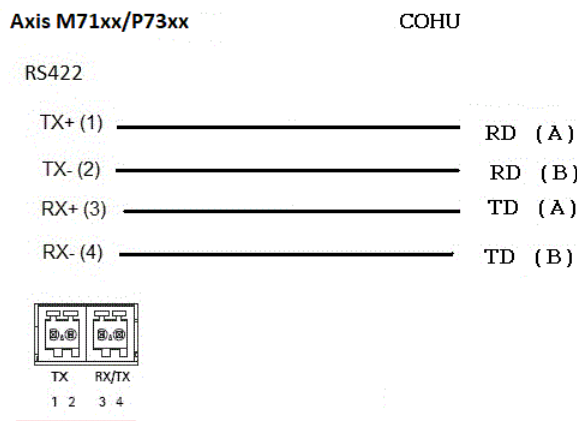 Axis M71xx/P73xx COHU
RS422
TX+ (1) RD (A)
TX- (2) RD (B)
RX+ (3) TD (A)
RX- (4) TD (B)
TX RX/TX
1 2 3 4